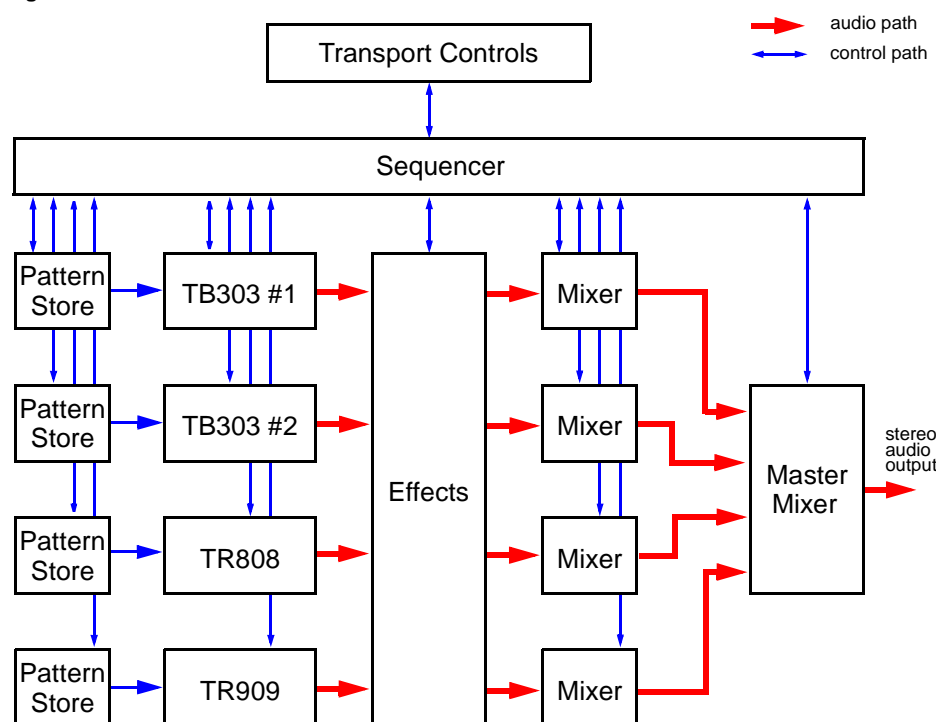 audio path
control path
Transport Controls
Sequencer
Pattern
Store
TB303 #1
Mixer
Pattern
Store
TB303 #2
Mixer
Effects
Master
Mixer
stereo
audio
output
Pattern
Store
TR808
Mixer
Pattern
Store
TR909
Mixer